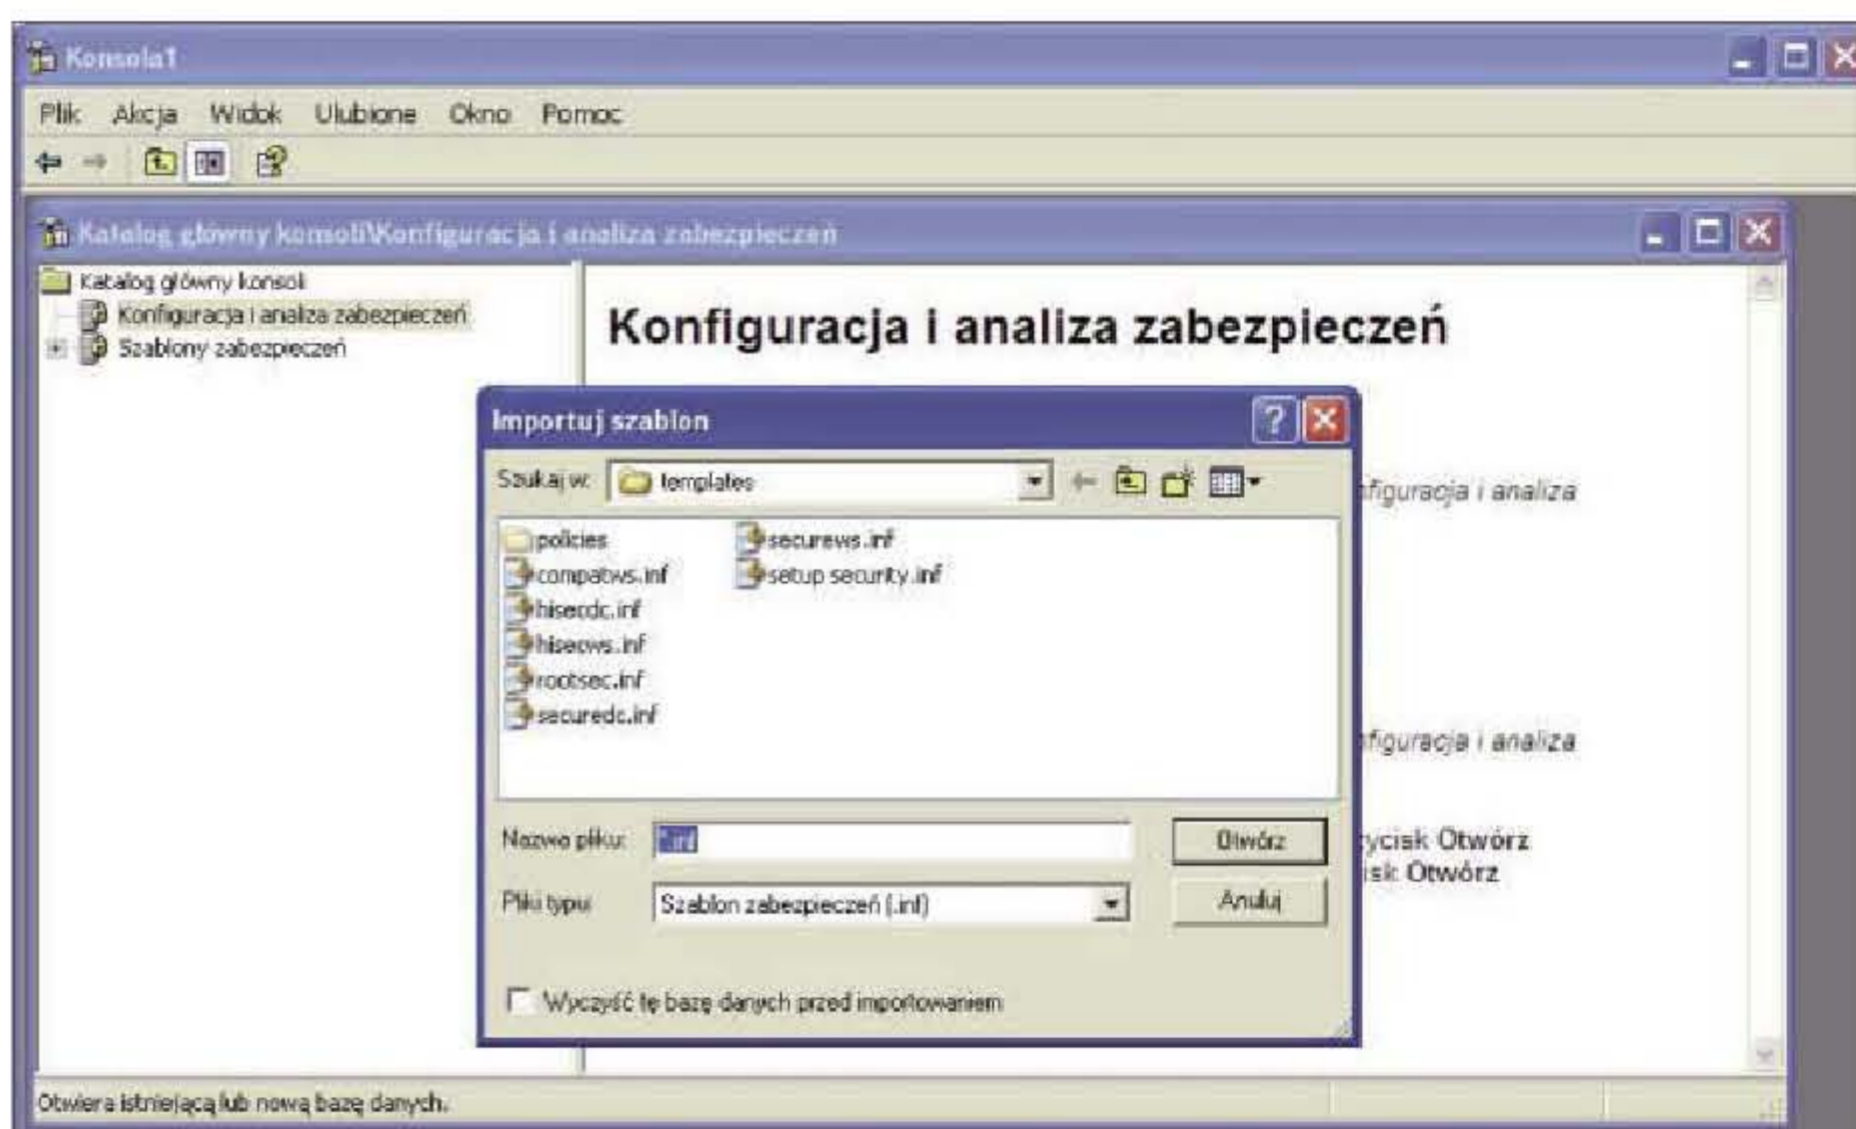 Konsola1
Plik Akcja Widok Ulubione Okno Pomoc
Katalog główny konsoli\Konfiguracja i analiza zabezpieczeń
Katalog główny konsoli
Konfiguracja i analiza zabezpieczeń
Szablony zabezpieczeń
Konfiguracja i analiza zabezpieczeń
Importuj szablon
Szukaj w: templates
policies
compatws.inf
hisecdc.inf
hisecws.inf
rootsec.inf
securedc.inf
securews.inf
setup security.inf
Nazwa pliku: *.inf
Otwórz
Pliki typu: Szablon zabezpieczeń (.inf)
Anuluj
Wyczyść tę bazę danych przed importowaniem
nfiguracja i analiza
nfiguracja i analiza
ycisk Otwórz
isk Otwórz
Otwiera istniejącą lub nową bazę danych.